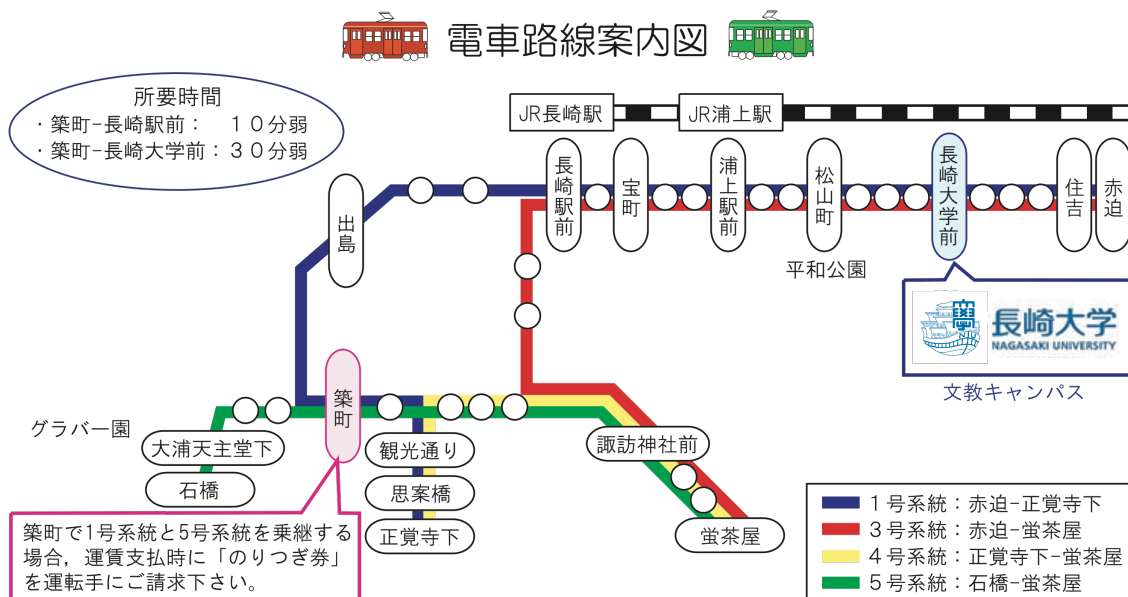 電車路線案内図
所要時間
・築町-長崎駅前： １０分弱
・築町-長崎大学前：３０分弱
JR長崎駅
JR浦上駅
長崎駅前
宝町
浦上駅前
松山町
長崎大学前
住吉
赤迫
出島
平和公園
長崎大学
NAGASAKI UNIVERSITY
文教キャンパス
築町
グラバー園
大浦天主堂下
石橋
観光通り
思案橋
正覚寺下
諏訪神社前
蛍茶屋
築町で1号系統と5号系統を乗継する
場合，運賃支払時に「のりつぎ券」
を運転手にご請求下さい。
１号系統：赤迫-正覚寺下
３号系統：赤迫-蛍茶屋
４号系統：正覚寺下-蛍茶屋
５号系統：石橋-蛍茶屋